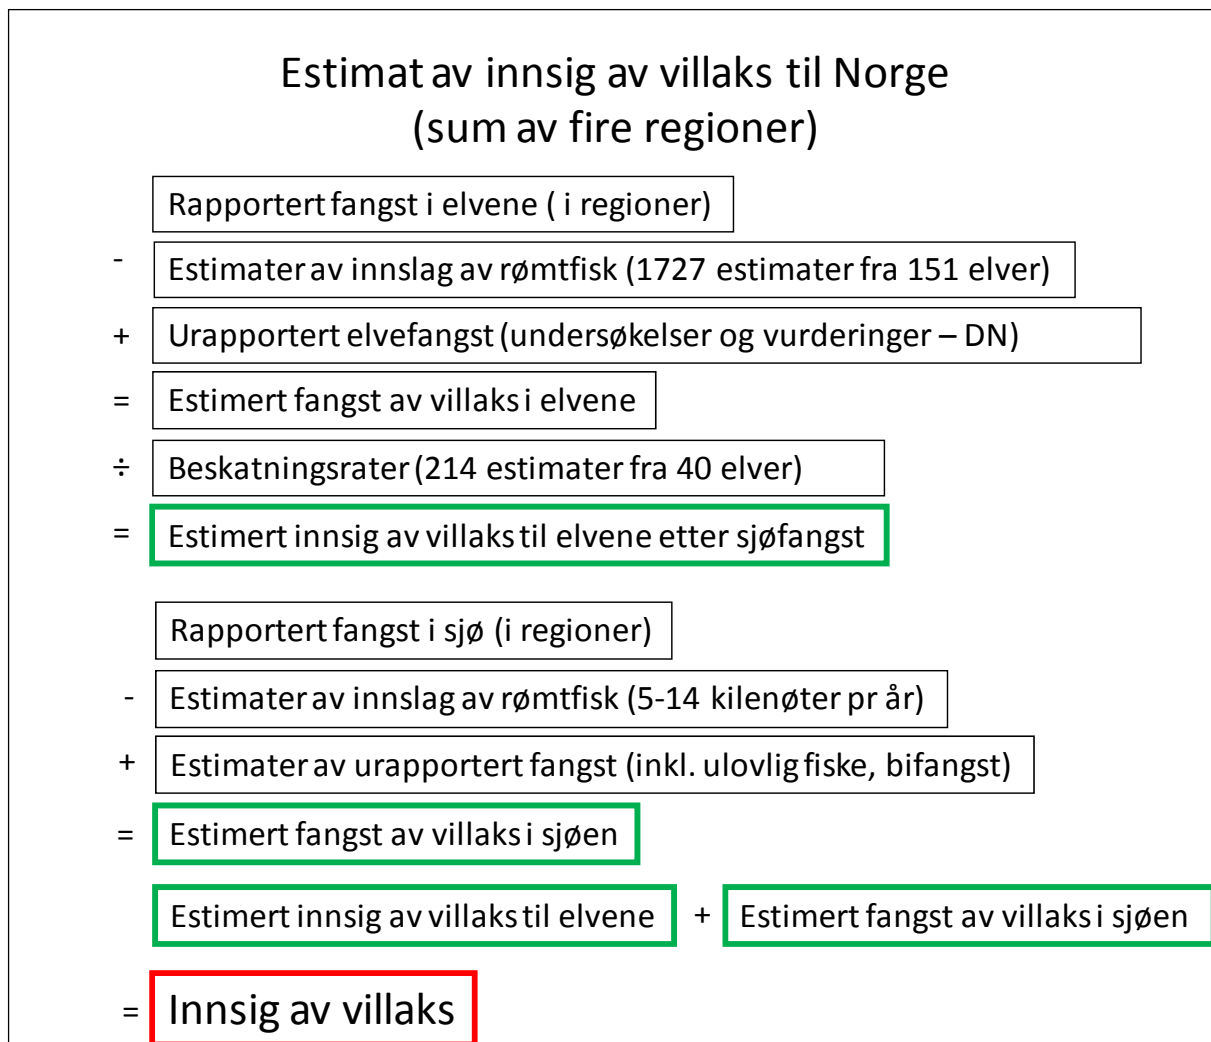 Estimat av innsig av villaks til Norge
(sum av fire regioner)
Rapportert fangst i elvene ( i regioner)
- Estimater av innslag av rømtfisk (1727 estimater fra 151 elver)
+ Urapportert elvefangst (undersøkelser og vurderinger – DN)
= Estimert fangst av villaks i elvene
÷ Beskatningsrater (214 estimater fra 40 elver)
= Estimert innsig av villaks til elvene etter sjøfangst
Rapportert fangst i sjø (i regioner)
- Estimater av innslag av rømtfisk (5-14 kilenøter pr år)
+ Estimater av urapportert fangst (inkl. ulovlig fiske, bifangst)
= Estimert fangst av villaks i sjøen
Estimert innsig av villaks til elvene + Estimert fangst av villaks i sjøen
= Innsig av villaks